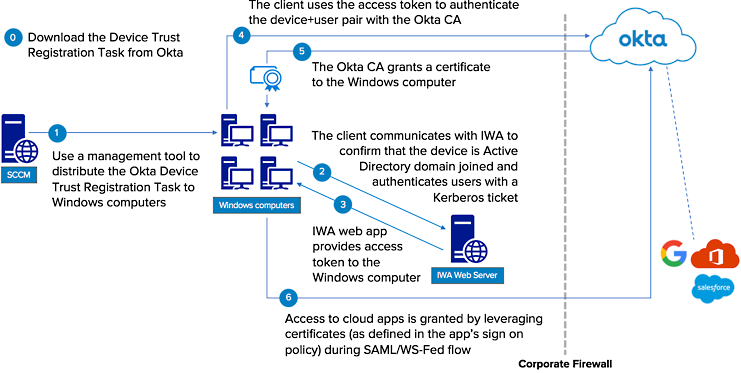 0
Download the Device Trust
Registration Task from Okta
The client uses the access token to authenticate
the device+user pair with the Okta CA
4
5
The Okta CA grants a certificate
to the Windows computer
okta
1
SCCM
Use a management tool to
distribute the Okta Device
Trust Registration Task to
Windows computers
Windows computers
The client communicates with IWA to
confirm that the device is Active
Directory domain joined and
authenticates users with a
Kerberos ticket
2
3
IWA web app
provides access
token to the
Windows computer
IWA Web Server
G
salesforce
6
Access to cloud apps is granted by leveraging
certificates (as defined in the app's sign on
policy) during SAML/WS-Fed flow
Corporate Firewall